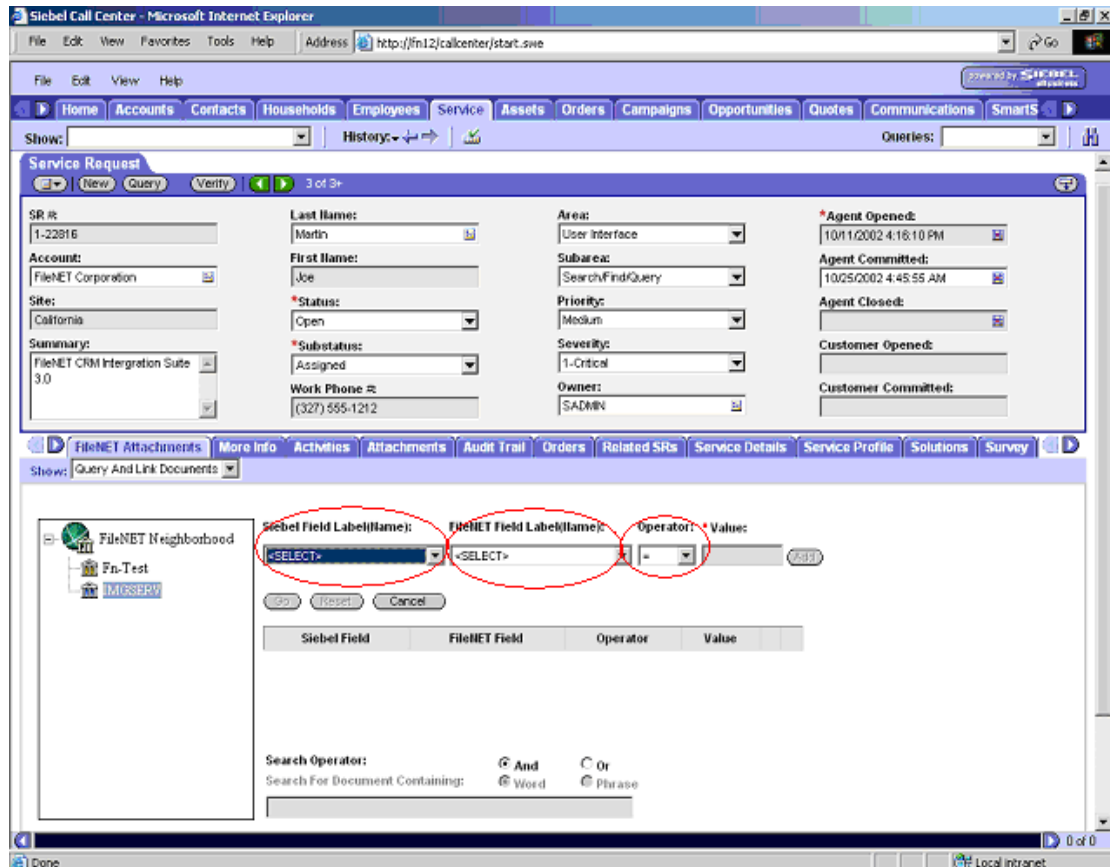 Siebel Call Center - Microsoft Internet Explorer
File Edit View Favorites Tools Help Address http://fn12/callcenter/start.swe Go
File Edit View Help powered by SIEBEL
Home Accounts Contacts Households Employees Service Assets Orders Campaigns Opportunities Quotes Communications SmartS
Show: History: Queries:
Service Request
New Query Verify 3 of 3+
SR #: Last Name: Area: *Agent Opened:
1-22816 Martin User Interface 10/11/2002 4:16:10 PM
Account: First Name: Subarea: Agent Committed:
FileNET Corporation Joe Search/Find/Query 10/25/2002 4:45:55 AM
Site: *Status: Priority: Agent Closed:
California Open Medium
Summary: *Substatus: Severity: Customer Opened:
FileNET CRM Intergration Suite 3.0 Assigned 1-Critical
Work Phone #: Owner: Customer Committed:
(327) 555-1212 SADMIN
FileNET Attachments More Info Activities Attachments Audit Trail Orders Related SRs Service Details Service Profile Solutions Survey
Show: Query And Link Documents
FileNET Neighborhood
Fn-Test
IMGSERV
Siebel Field Label(Name): FileNET Field Label(Name): Operator: *Value:
<SELECT> <SELECT> = Add
Go Reset Cancel
Siebel Field FileNET Field Operator Value
Search Operator: And Or
Search For Document Containing: Word Phrase
0 of 0
Done Local intranet